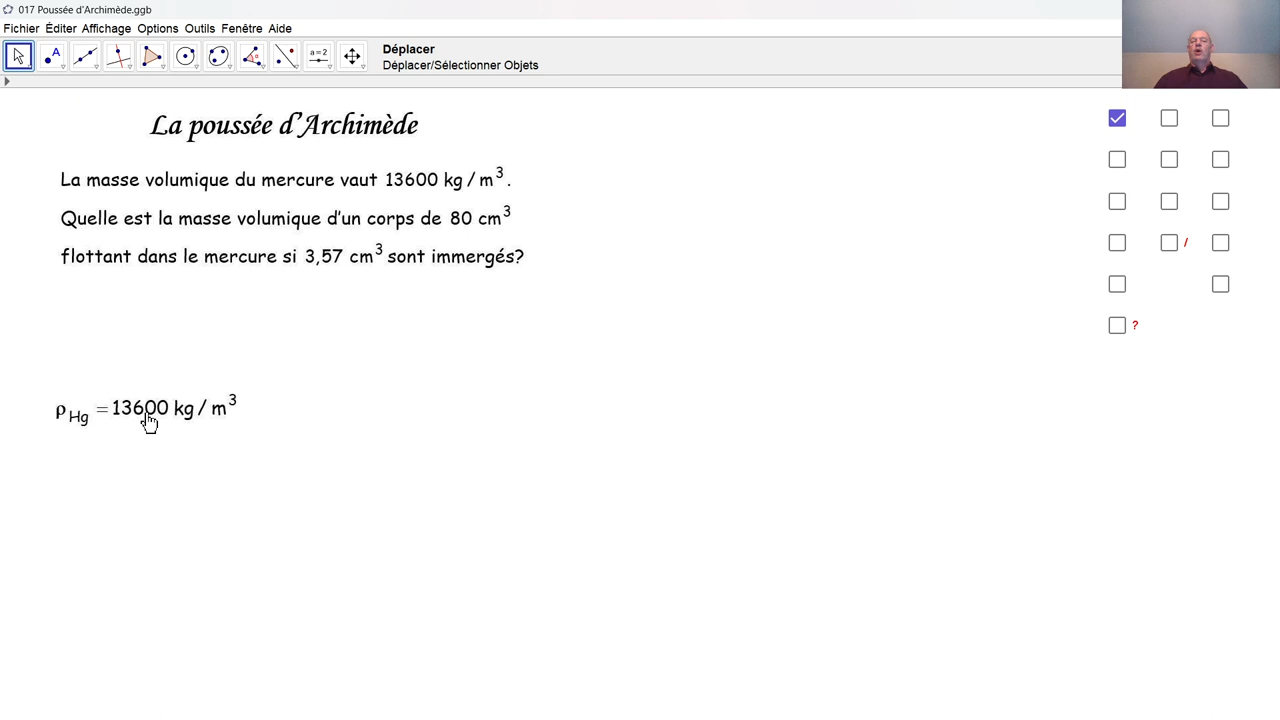 017 Poussée d'Archimède.ggb
Fichier Éditer Affichage Options Outils Fenêtre Aide
A
a=2
Déplacer
Déplacer/Sélectionner Objets
La poussée d'Archimède
La masse volumique du mercure vaut 13600 kg / m³.
Quelle est la masse volumique d'un corps de 80 cm³
flottant dans le mercure si 3,57 cm³ sont immergés?
/
?
ρ Hg = 13600 kg / m³